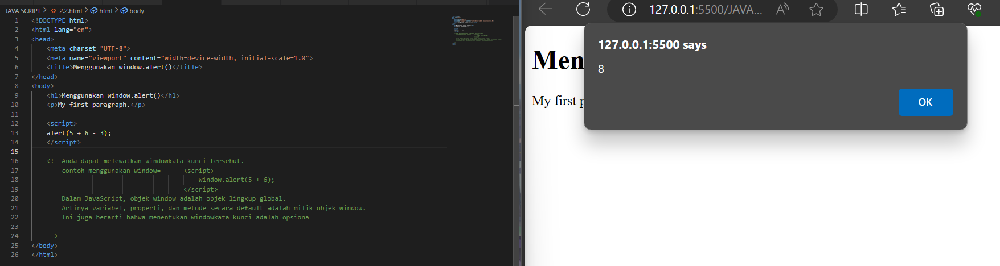 JAVA SCRIPT > <> 2.2.html > html > body
1 <!DOCTYPE html>
2 <html lang="en">
3 <head>
4 <meta charset="UTF-8">
5 <meta name="viewport" content="width=device-width, initial-scale=1.0">
6 <title>Menggunakan window.alert()</title>
7 </head>
8 <body>
9 <h1>Menggunakan window.alert()</h1>
10 <p>My first paragraph.</p>
11
12 <script>
13 alert(5 + 6 - 3);
14 </script>
15
16 <!--Anda dapat melewatkan windowkata kunci tersebut.
17 contoh menggunakan window= <script>
18 window.alert(5 + 6);
19 </script>
20 Dalam JavaScript, objek window adalah objek lingkup global.
21 Artinya variabel, properti, dan metode secara default adalah milik objek window.
22 Ini juga berarti bahwa menentukan windowkata kunci adalah opsiona
23
24 -->
25 </body>
26 </html>
127.0.0.1:5500/JAVA...
127.0.0.1:5500 says
8
OK
Men
My first p